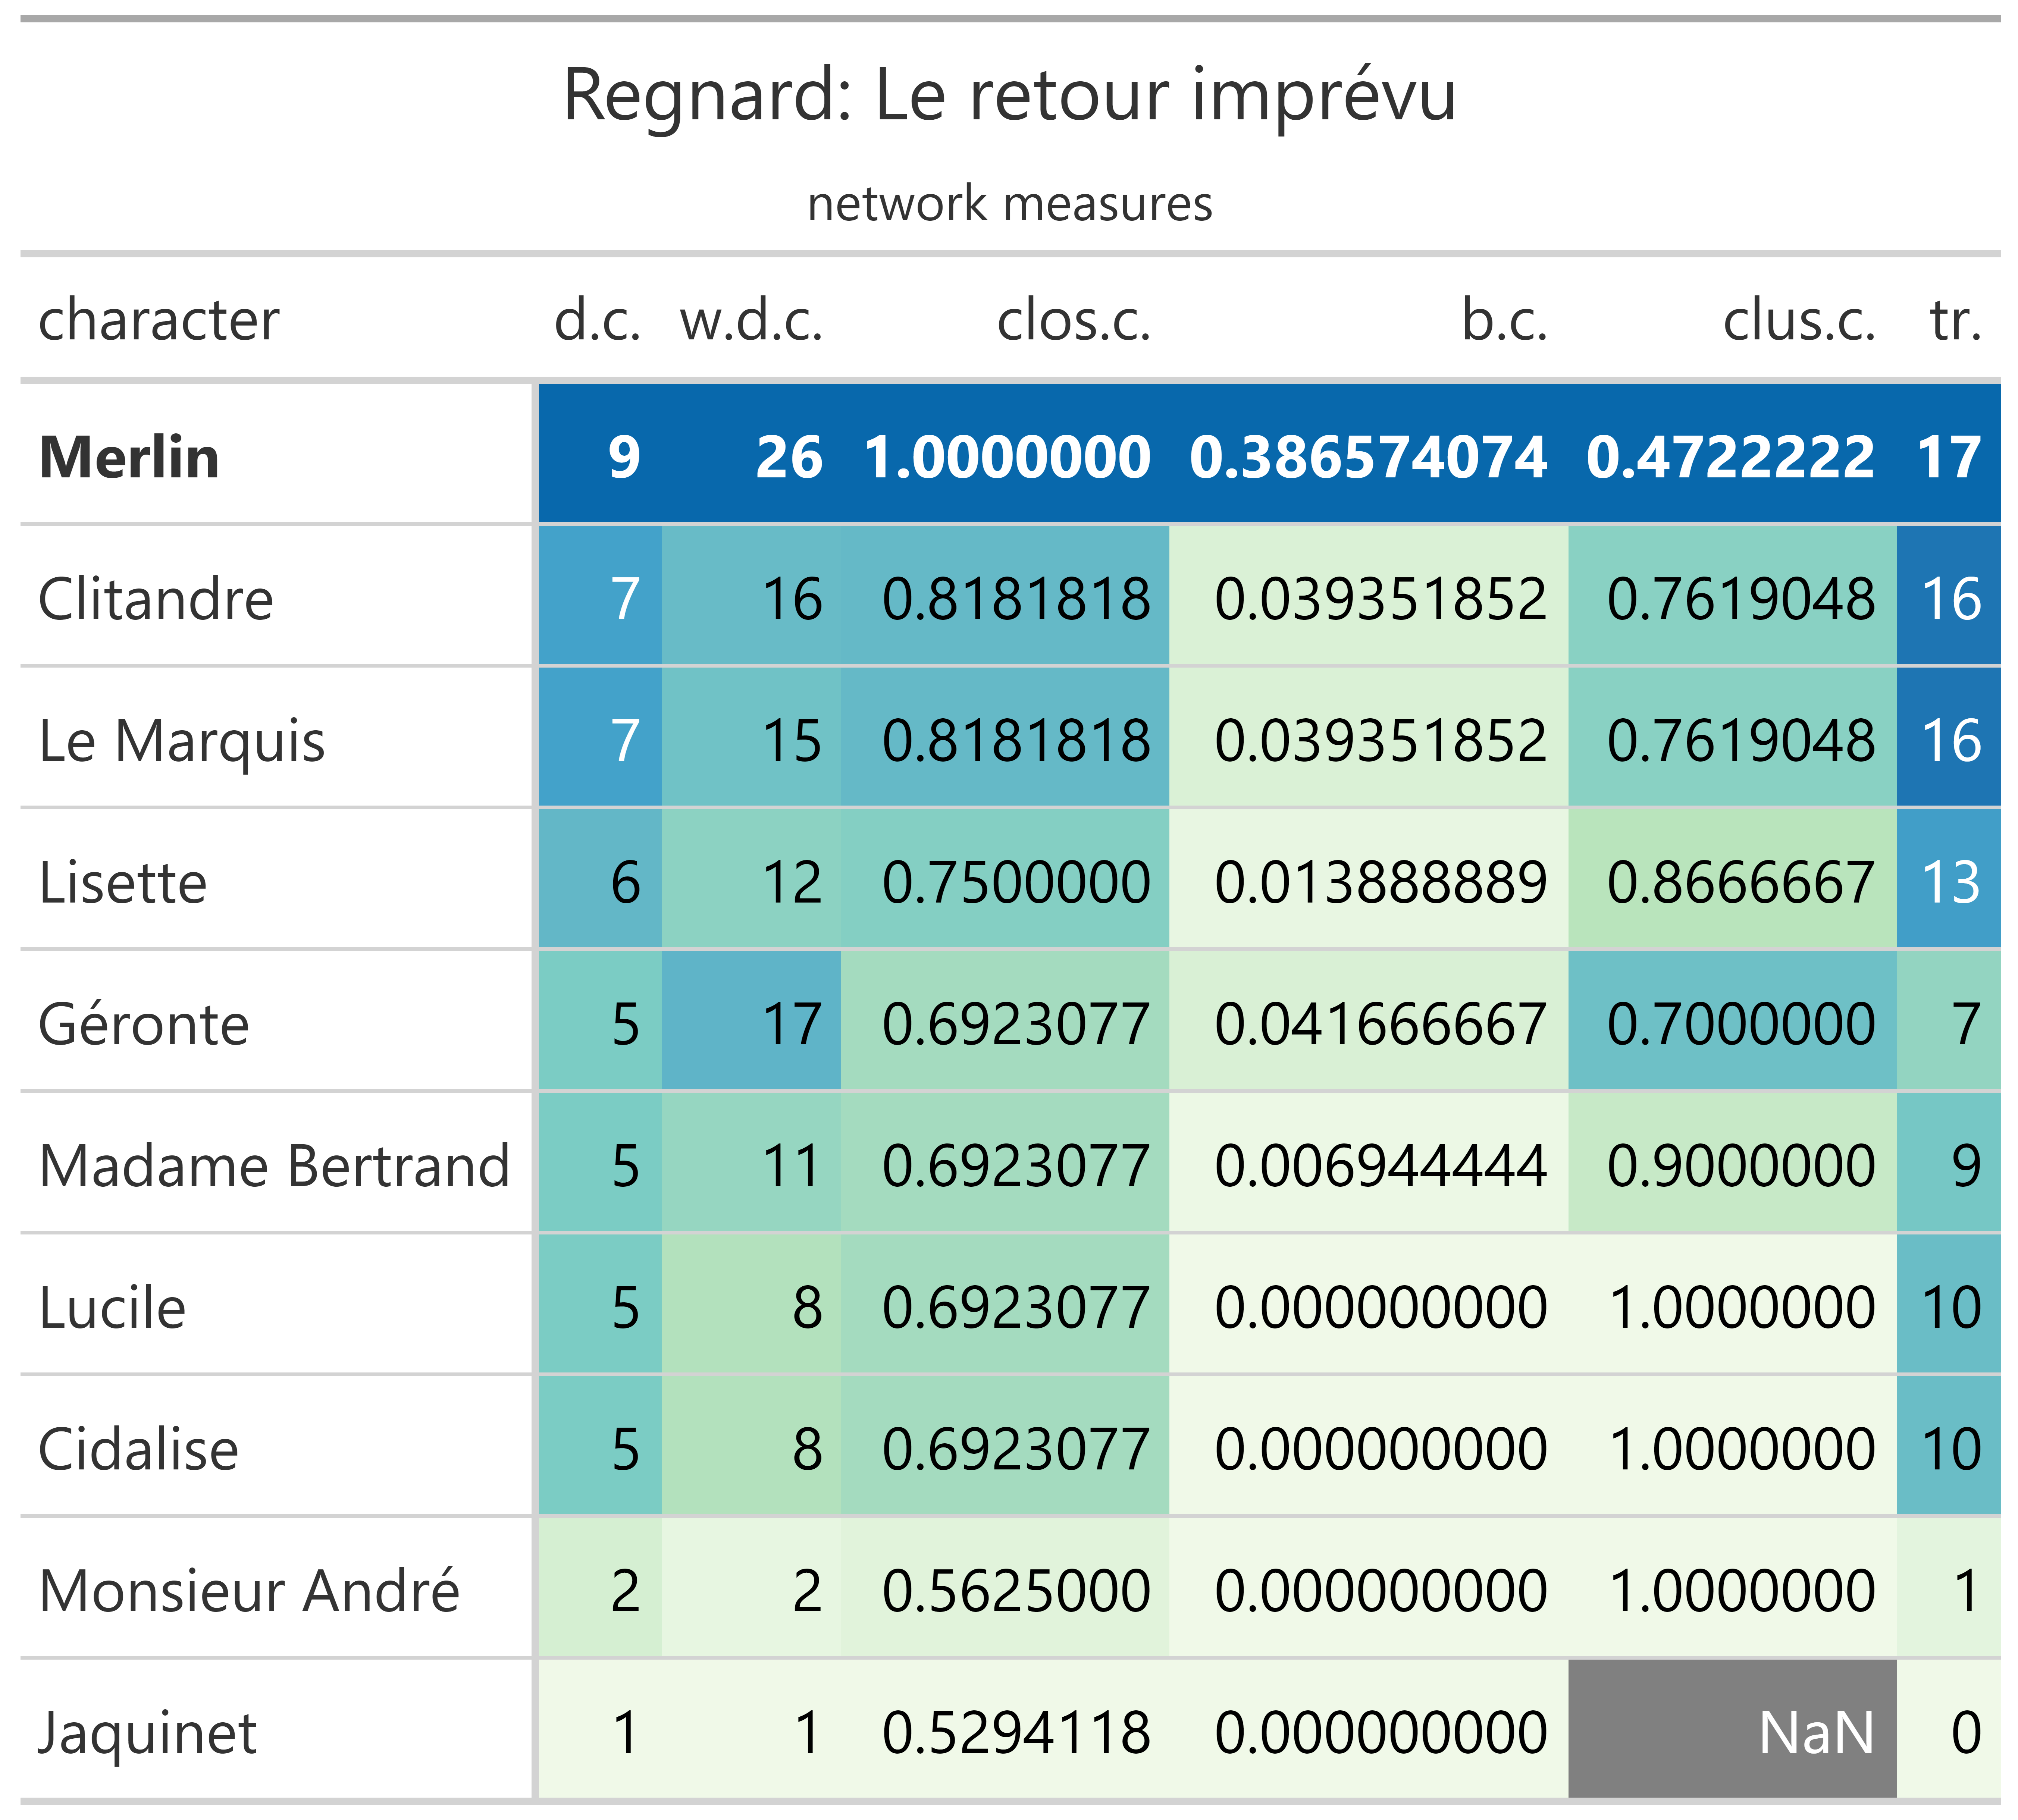 Regnard: Le retour imprévu
network measures
character d.c. w.d.c. clos.c. b.c. clus.c. tr.
Merlin 9 26 1.0000000 0.386574074 0.4722222 17
Clitandre 7 16 0.8181818 0.039351852 0.7619048 16
Le Marquis 7 15 0.8181818 0.039351852 0.7619048 16
Lisette 6 12 0.7500000 0.013888889 0.8666667 13
Géronte 5 17 0.6923077 0.041666667 0.7000000 7
Madame Bertrand 5 11 0.6923077 0.006944444 0.9000000 9
Lucile 5 8 0.6923077 0.000000000 1.0000000 10
Cidalise 5 8 0.6923077 0.000000000 1.0000000 10
Monsieur André 2 2 0.5625000 0.000000000 1.0000000 1
Jaquinet 1 1 0.5294118 0.000000000 NaN 0